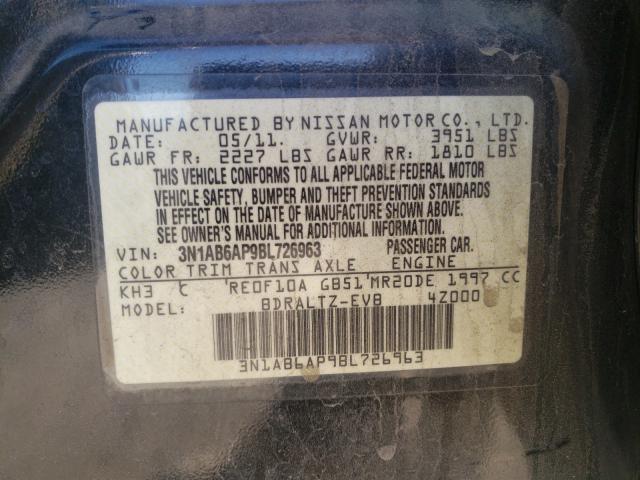 MANUFACTURED BY NISSAN MOTOR CO., LTD.
DATE: 05/11. GVWR: 3951 LBS
GAWR FR: 2227 LBS GAWR RR: 1810 LBS
THIS VEHICLE CONFORMS TO ALL APPLICABLE FEDERAL MOTOR
VEHICLE SAFETY, BUMPER AND THEFT PREVENTION STANDARDS
IN EFFECT ON THE DATE OF MANUFACTURE SHOWN ABOVE.
SEE OWNER'S MANUAL FOR ADDITIONAL INFORMATION.
VIN: 3N1AB6AP9BL726963 PASSENGER CAR.
COLOR TRIM TRANS AXLE ENGINE
KH3 C 'RE0F10A GB51'MR20DE 1997 CC
MODEL: BDRALTZ-EVB 4Z000
3N1AB6AP9BL726963